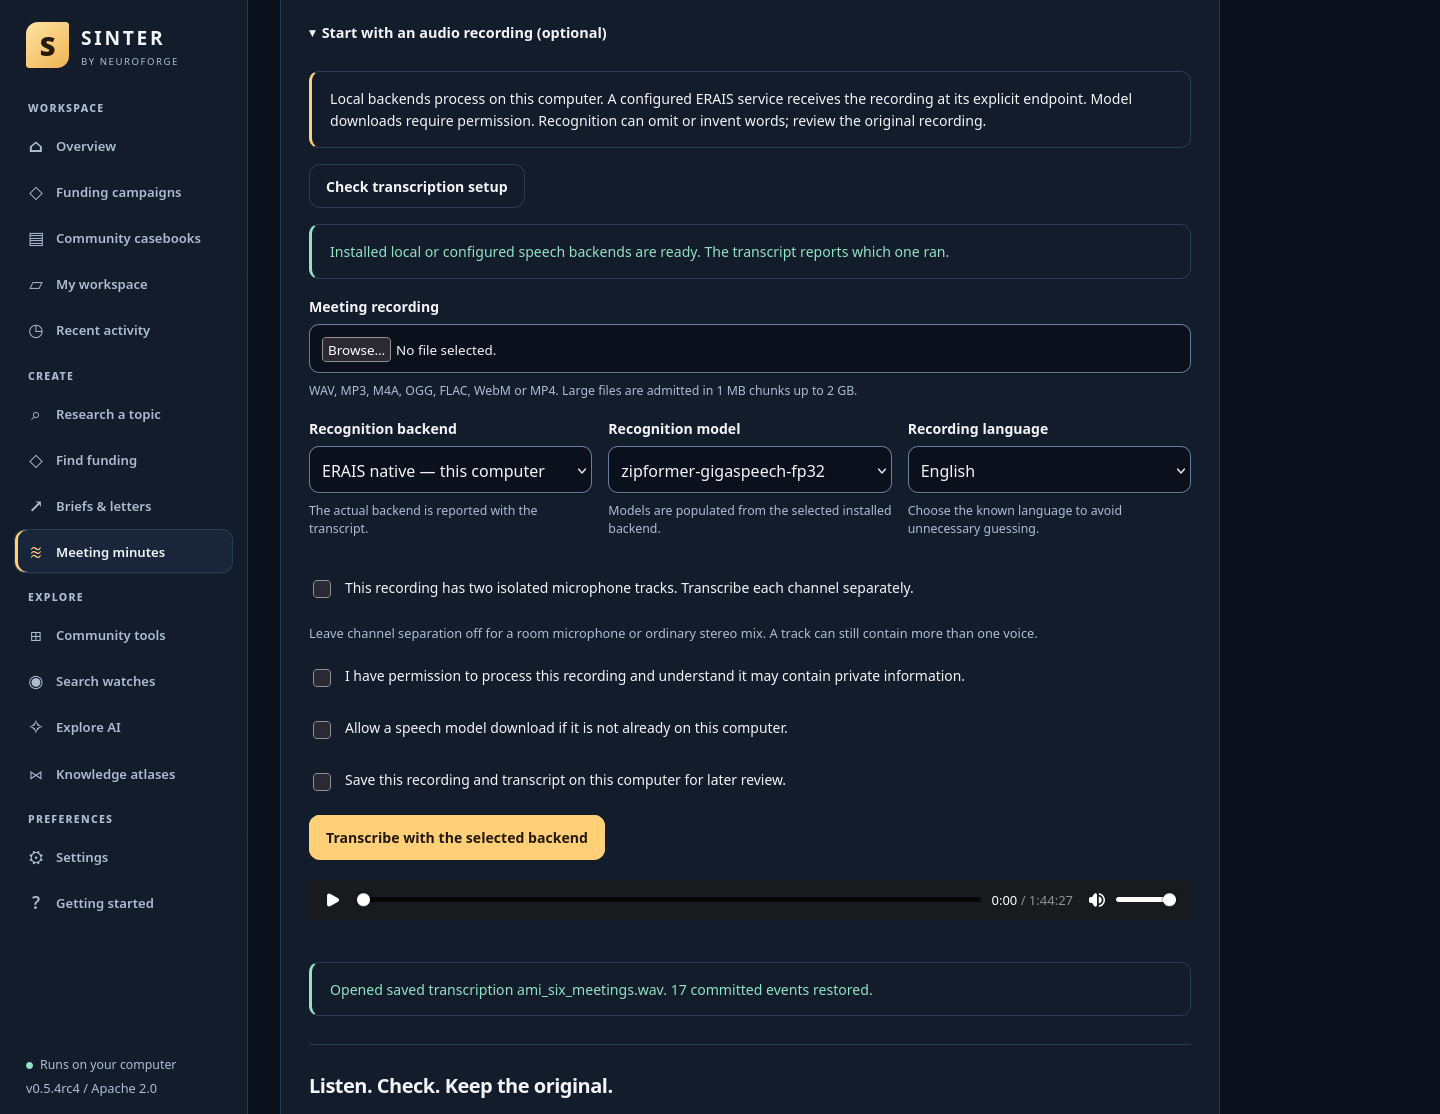 S
SINTER
BY NEUROFORGE
WORKSPACE
Overview
Funding campaigns
Community casebooks
My workspace
Recent activity
CREATE
Research a topic
Find funding
Briefs & letters
Meeting minutes
EXPLORE
Community tools
Search watches
Explore AI
Knowledge atlases
PREFERENCES
Settings
? Getting started
Runs on your computer
v0.5.4rc4 / Apache 2.0
▾ Start with an audio recording (optional)
Local backends process on this computer. A configured ERAIS service receives the recording at its explicit endpoint. Model
downloads require permission. Recognition can omit or invent words; review the original recording.
Check transcription setup
Installed local or configured speech backends are ready. The transcript reports which one ran.
Meeting recording
Browse... No file selected.
WAV, MP3, M4A, OGG, FLAC, WebM or MP4. Large files are admitted in 1 MB chunks up to 2 GB.
Recognition backend
ERAIS native — this computer
The actual backend is reported with the
transcript.
Recognition model
zipformer-gigaspeech-fp32
Models are populated from the selected installed
backend.
Recording language
English
Choose the known language to avoid
unnecessary guessing.
This recording has two isolated microphone tracks. Transcribe each channel separately.
Leave channel separation off for a room microphone or ordinary stereo mix. A track can still contain more than one voice.
I have permission to process this recording and understand it may contain private information.
Allow a speech model download if it is not already on this computer.
Save this recording and transcript on this computer for later review.
Transcribe with the selected backend
0:00 / 1:44:27
Opened saved transcription ami_six_meetings.wav. 17 committed events restored.
Listen. Check. Keep the original.